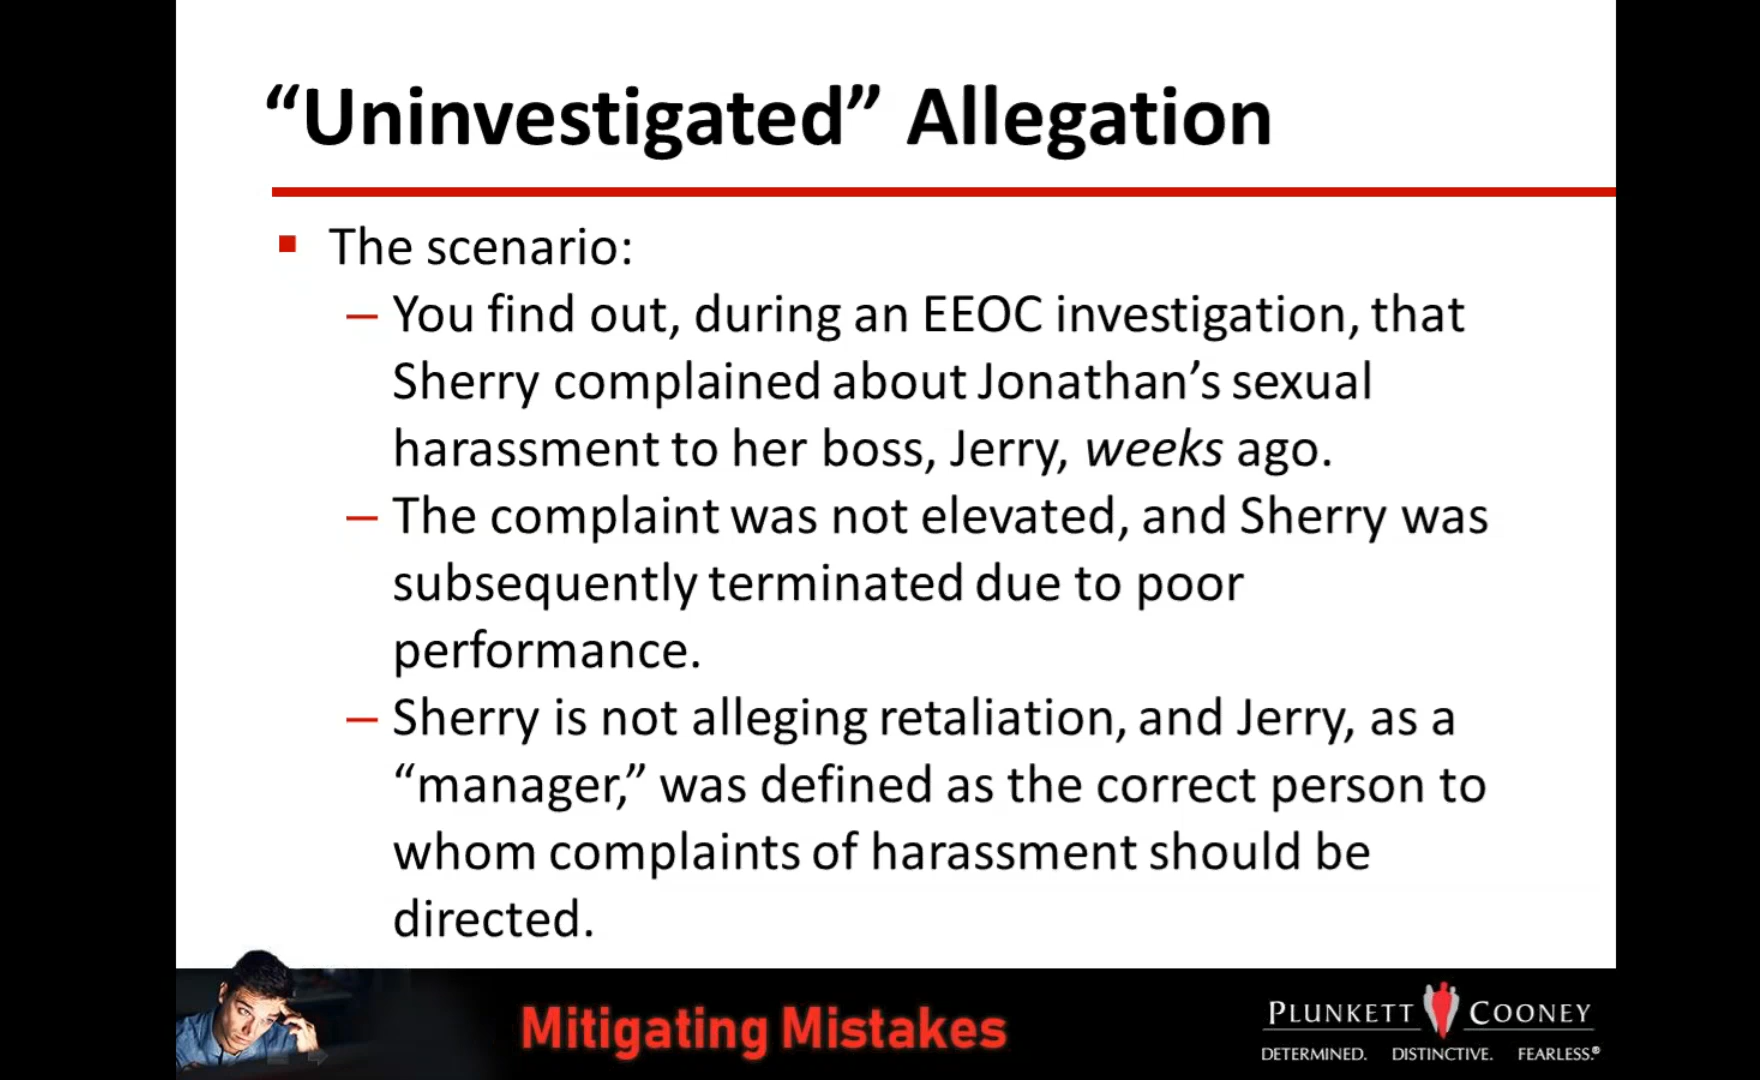 “Uninvestigated” Allegation
▪ The scenario:
– You find out, during an EEOC investigation, that
Sherry complained about Jonathan’s sexual
harassment to her boss, Jerry, weeks ago.
– The complaint was not elevated, and Sherry was
subsequently terminated due to poor
performance.
– Sherry is not alleging retaliation, and Jerry, as a
“manager,” was defined as the correct person to
whom complaints of harassment should be
directed.
Mitigating Mistakes
PLUNKETT COONEY
DETERMINED. DISTINCTIVE. FEARLESS.®